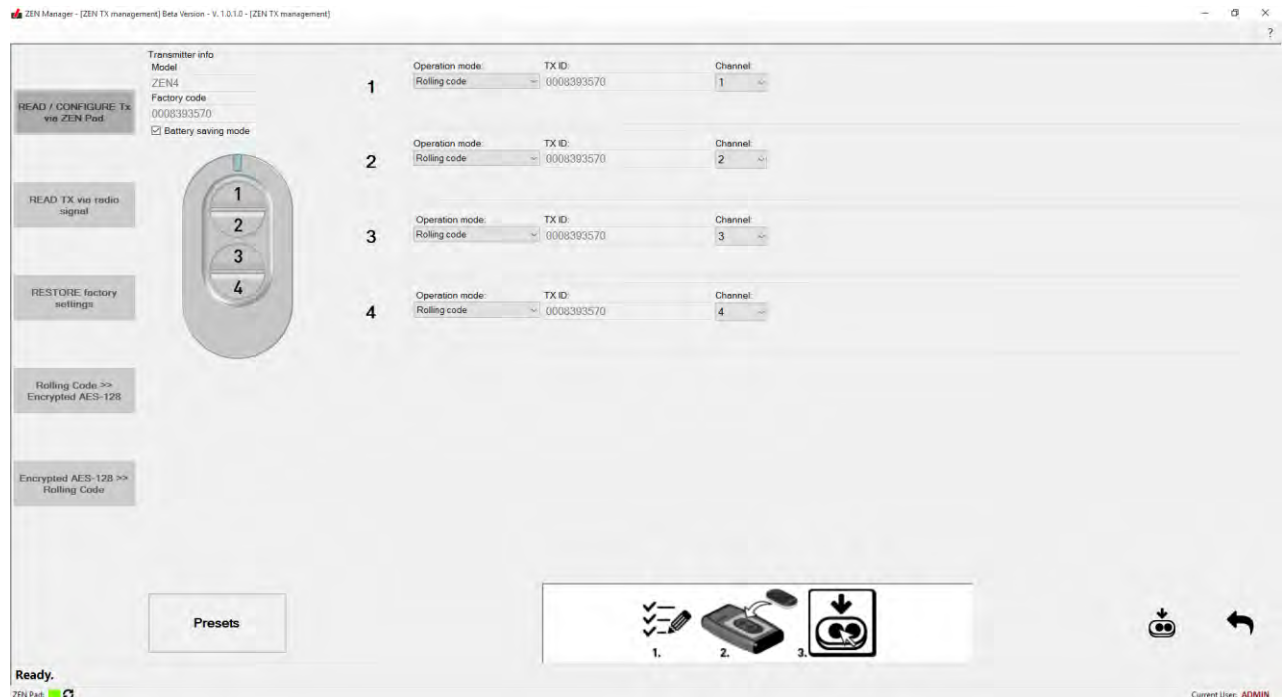 ZEN Manager - [ZEN TX management] Beta Version - V. 1.0.1.0 - [ZEN TX management]
?
Transmitter info
Model
ZEN4
Factory code
0008393570
Battery saving mode
READ / CONFIGURE Tx
via ZEN Pad
READ TX via radio
signal
RESTORE factory
settings
Rolling Code >>
Encrypted AES-128
Encrypted AES-128 >>
Rolling Code
1
2
3
4
1
Operation mode: TX ID: Channel:
Rolling code 0008393570 1
2
Operation mode: TX ID: Channel:
Rolling code 0008393570 2
3
Operation mode: TX ID: Channel:
Rolling code 0008393570 3
4
Operation mode: TX ID: Channel:
Rolling code 0008393570 4
Presets
1. 2. 3.
Ready.
ZEN Pad: Current User: ADMIN